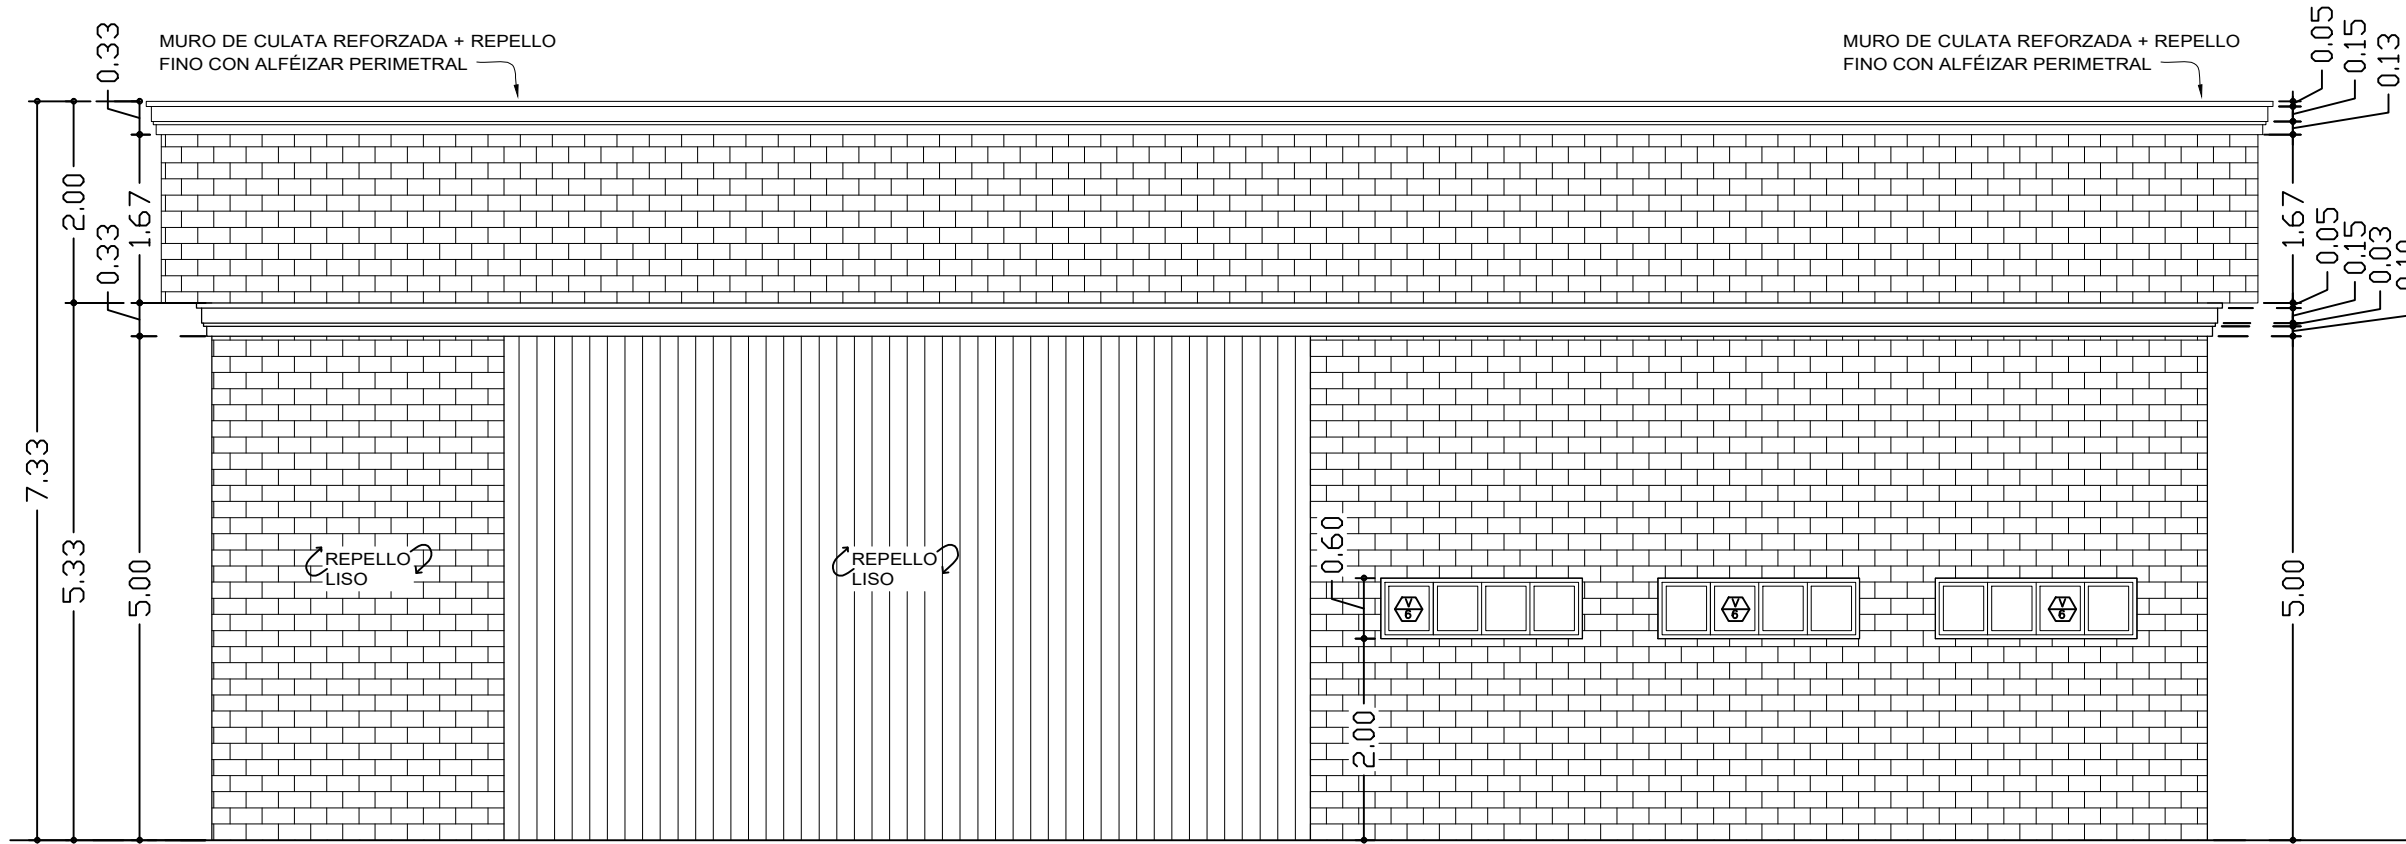 MURO DE CULATA REFORZADA + REPELLO
FINO CON ALFÉIZAR PERIMETRAL
MURO DE CULATA REFORZADA + REPELLO
FINO CON ALFÉIZAR PERIMETRAL
0.33
0.05
0.15
0.13
2.00
1.67
0.33
1.67
0.05
0.15
0.03
7.33
5.33
5.00
REPELLO
LISO
REPELLO
LISO
0.60
2.00
V
6
V
6
V
6
5.00